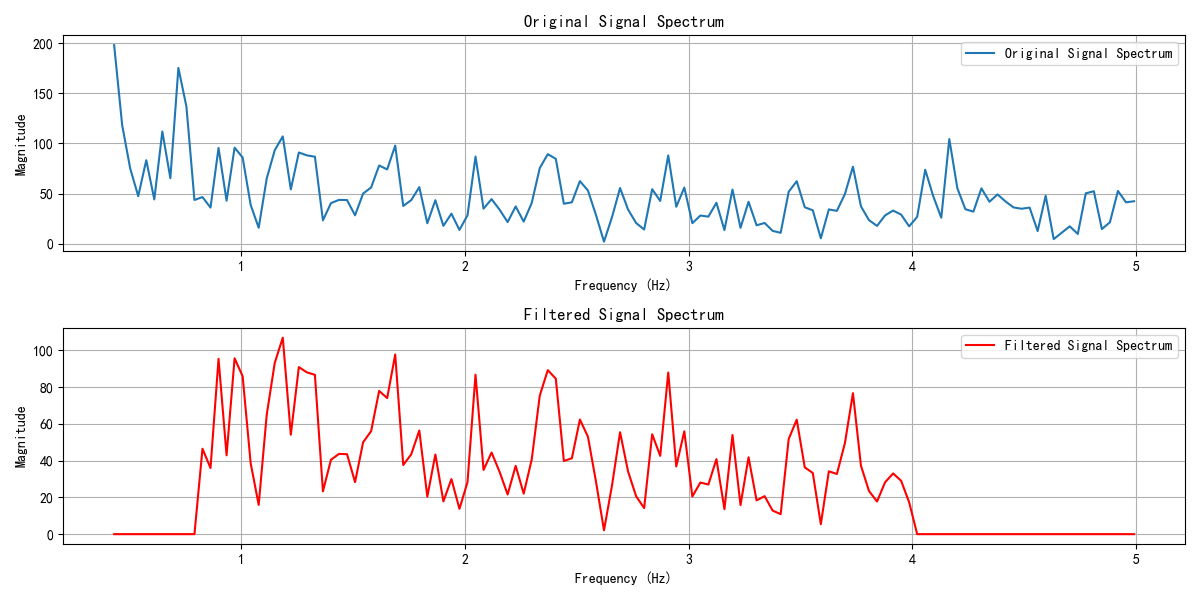 Original Signal Spectrum
200
150
100
50
0
Magnitude
Original Signal Spectrum
1 2 3 4 5
Frequency (Hz)
Filtered Signal Spectrum
100
80
60
40
20
0
Magnitude
Filtered Signal Spectrum
1 2 3 4 5
Frequency (Hz)